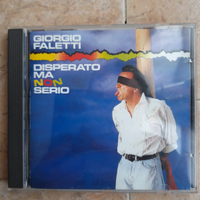 GIORGIO
FALETTI
DISPERATO
MA
NON
SERIO